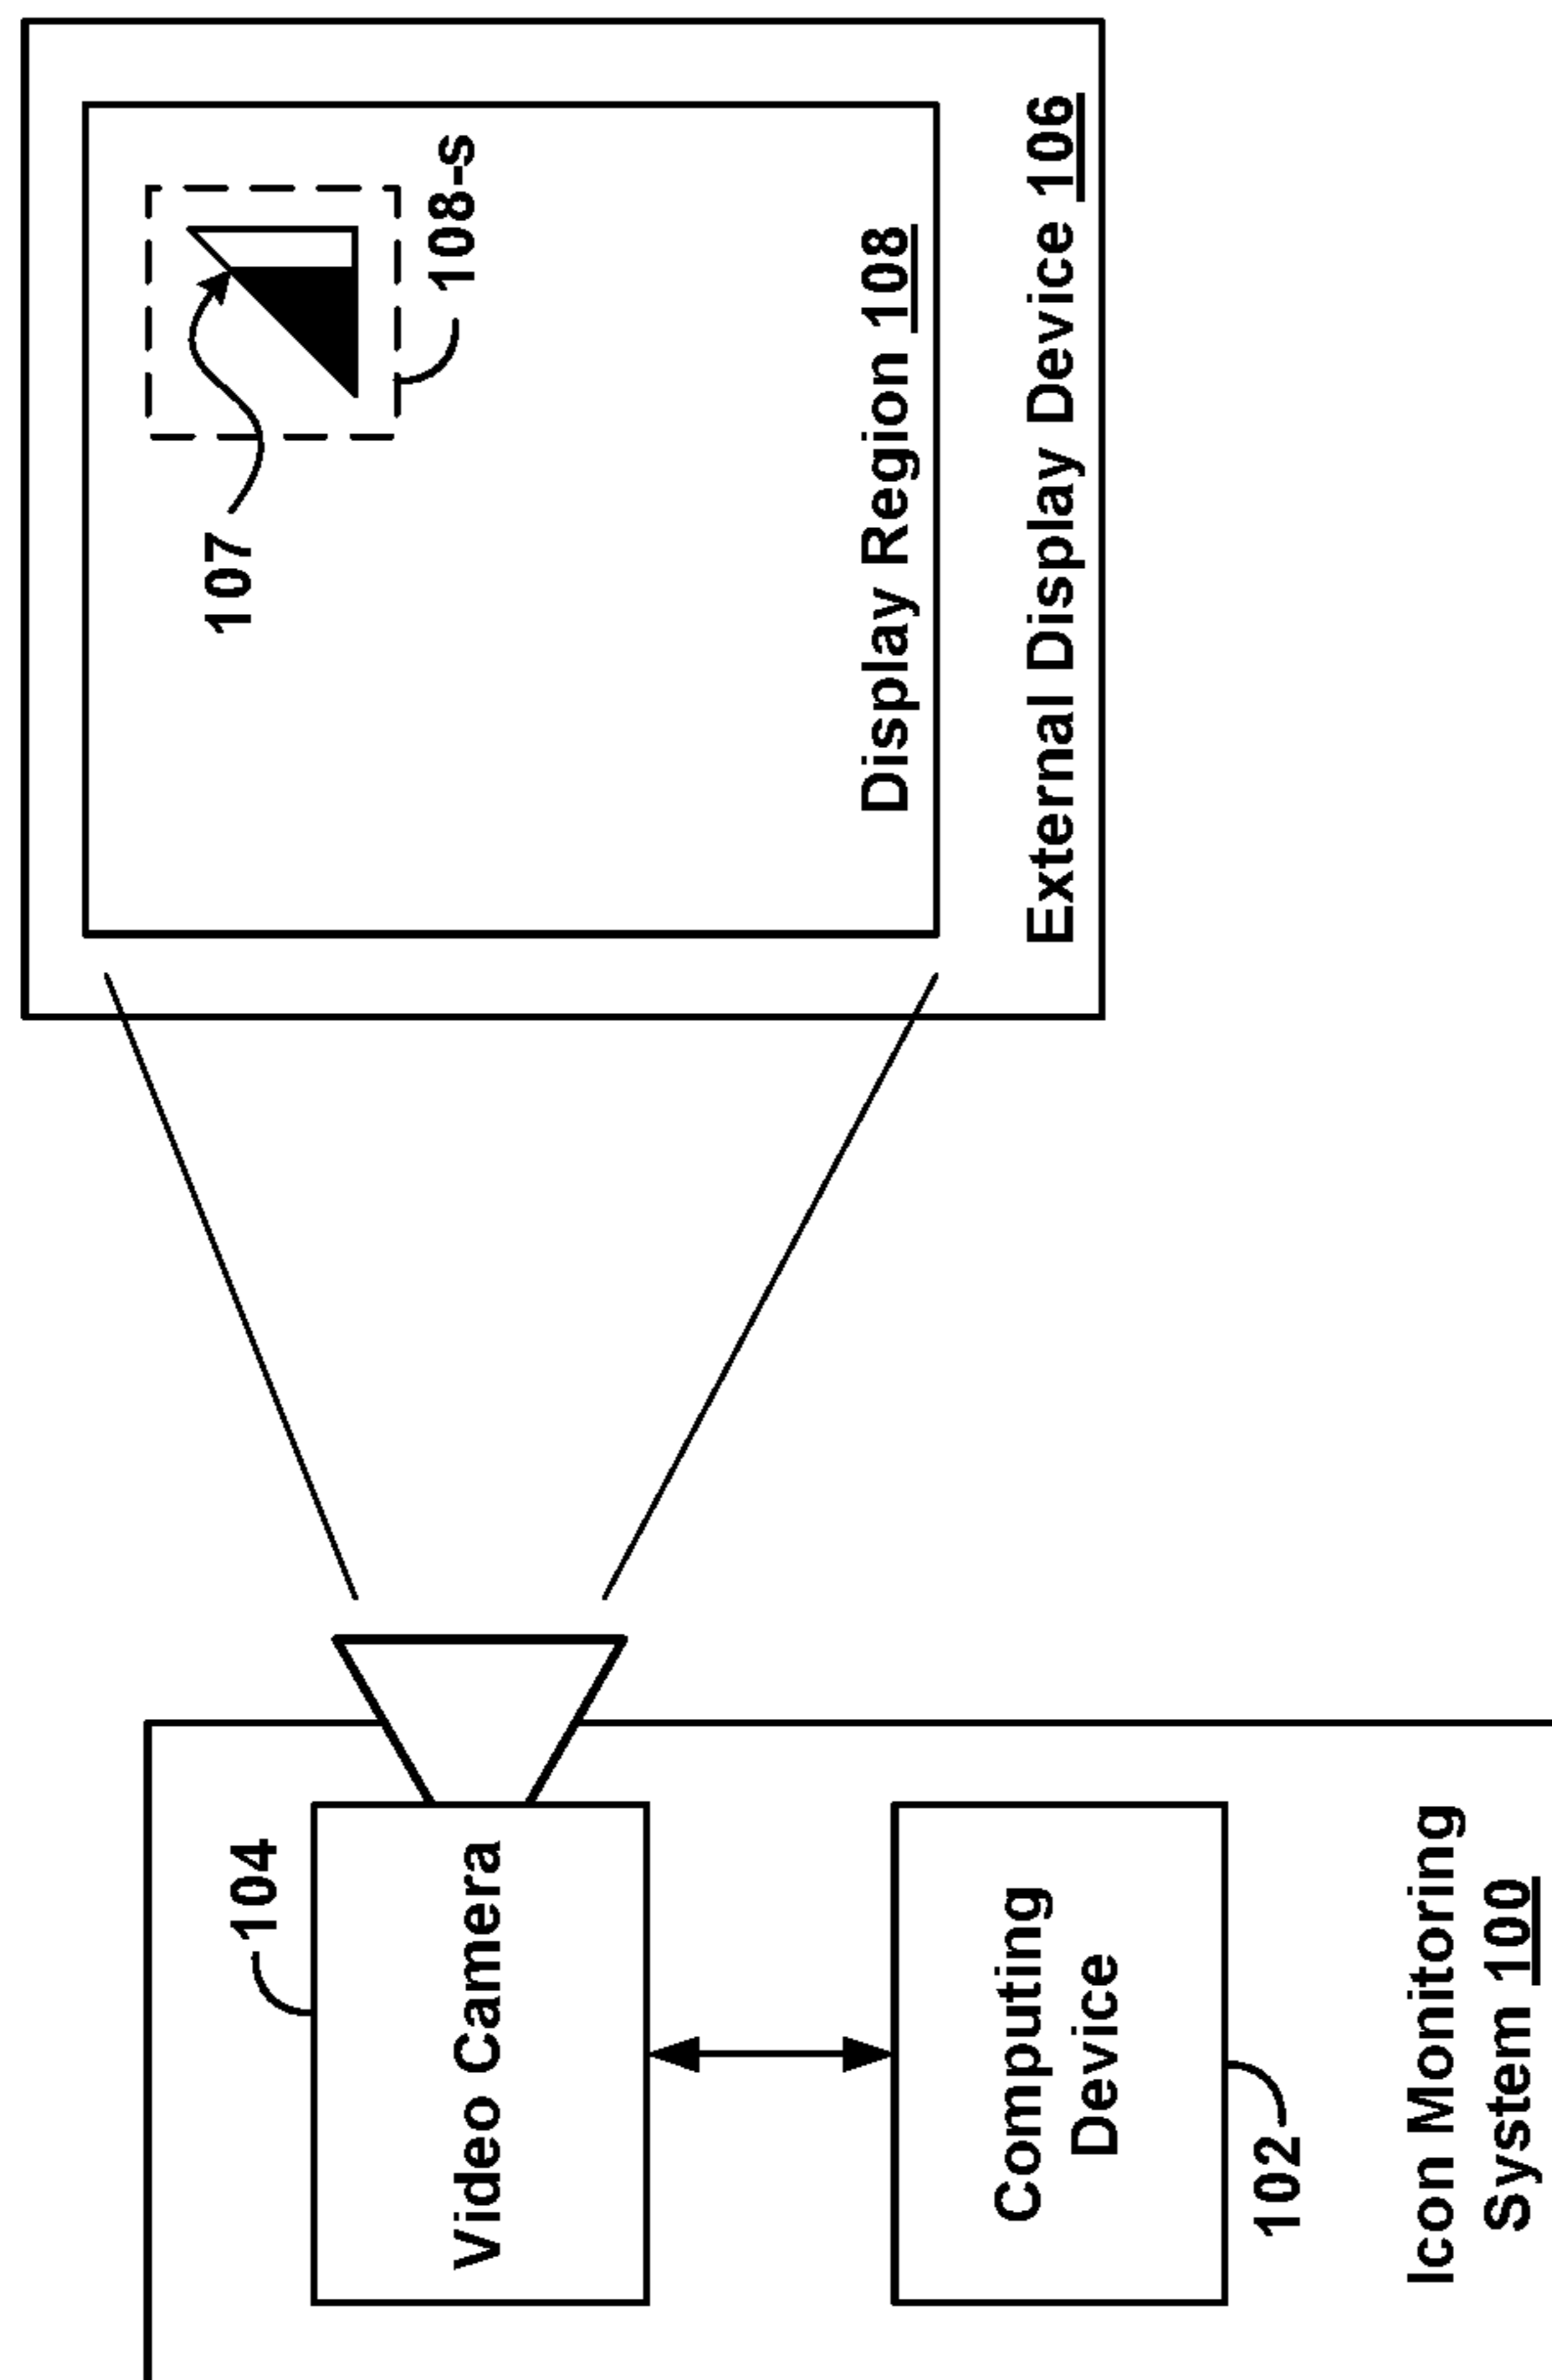 104
Video Camera
Computing
Device
102
Icon Monitoring
System 100
107
108-s
Display Region 108
External Display Device 106